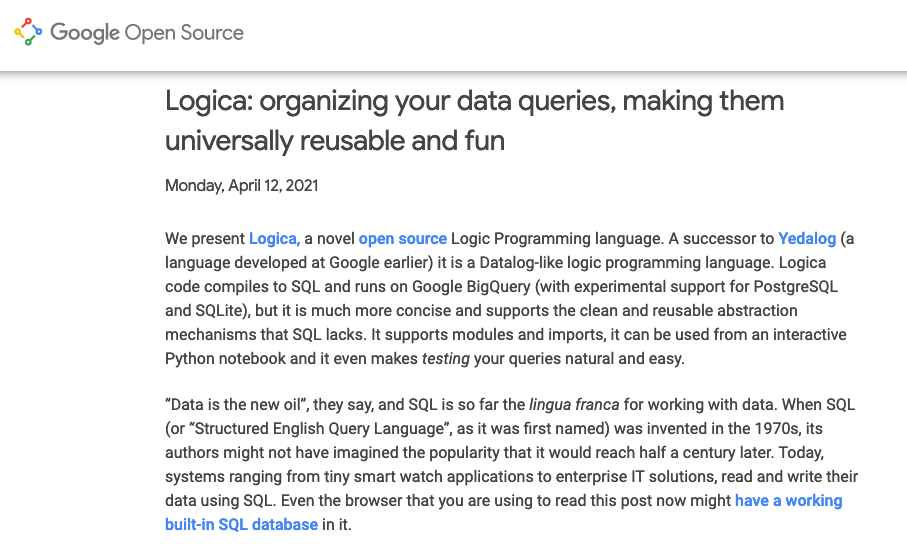 Google Open Source
Logica: organizing your data queries, making them
universally reusable and fun
Monday, April 12, 2021
We present Logica, a novel open source Logic Programming language. A successor to Yedalog (a
language developed at Google earlier) it is a Datalog-like logic programming language. Logica
code compiles to SQL and runs on Google BigQuery (with experimental support for PostgreSQL
and SQLite), but it is much more concise and supports the clean and reusable abstraction
mechanisms that SQL lacks. It supports modules and imports, it can be used from an interactive
Python notebook and it even makes testing your queries natural and easy.
“Data is the new oil”, they say, and SQL is so far the lingua franca for working with data. When SQL
(or “Structured English Query Language”, as it was first named) was invented in the 1970s, its
authors might not have imagined the popularity that it would reach half a century later. Today,
systems ranging from tiny smart watch applications to enterprise IT solutions, read and write their
data using SQL. Even the browser that you are using to read this post now might have a working
built-in SQL database in it.